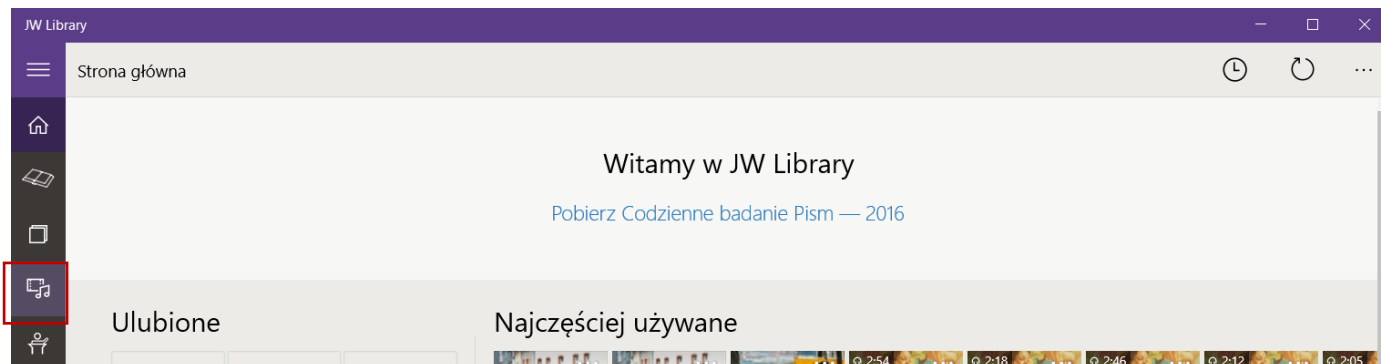 JW Library
Strona główna
Witamy w JW Library
Pobierz Codzienne badanie Pism — 2016
Ulubione
Najczęściej używane
2:54
2:18
2:46
2:12
2:05